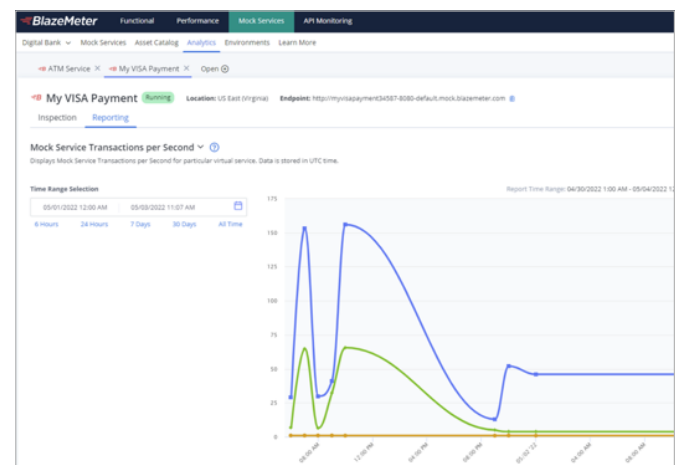 BlazeMeter Functional Performance Mock Services API Monitoring
Digital Bank Mock Services Asset Catalog Analytics Environments Learn More
ATM Service × My VISA Payment × Open
My VISA Payment Running Location: US East (Virginia) Endpoint: http://myvisapayment34587-8080-default.mock.blazemeter.com
Inspection Reporting
Mock Service Transactions per Second
Displays Mock Service Transactions per Second for particular virtual service. Data is stored in UTC time.
Time Range Selection
Report Time Range: 04/30/2022 1:00 AM - 05/04/2022 1
05/01/2022 12:00 AM 05/03/2022 11:07 AM
6 Hours 24 Hours 7 Days 30 Days All Time
175
150
125
100
75
50
25
0
08:00 AM 12:00 PM 04:00 PM 08:00 PM 05-02 '22 04:00 AM 08:00 AM